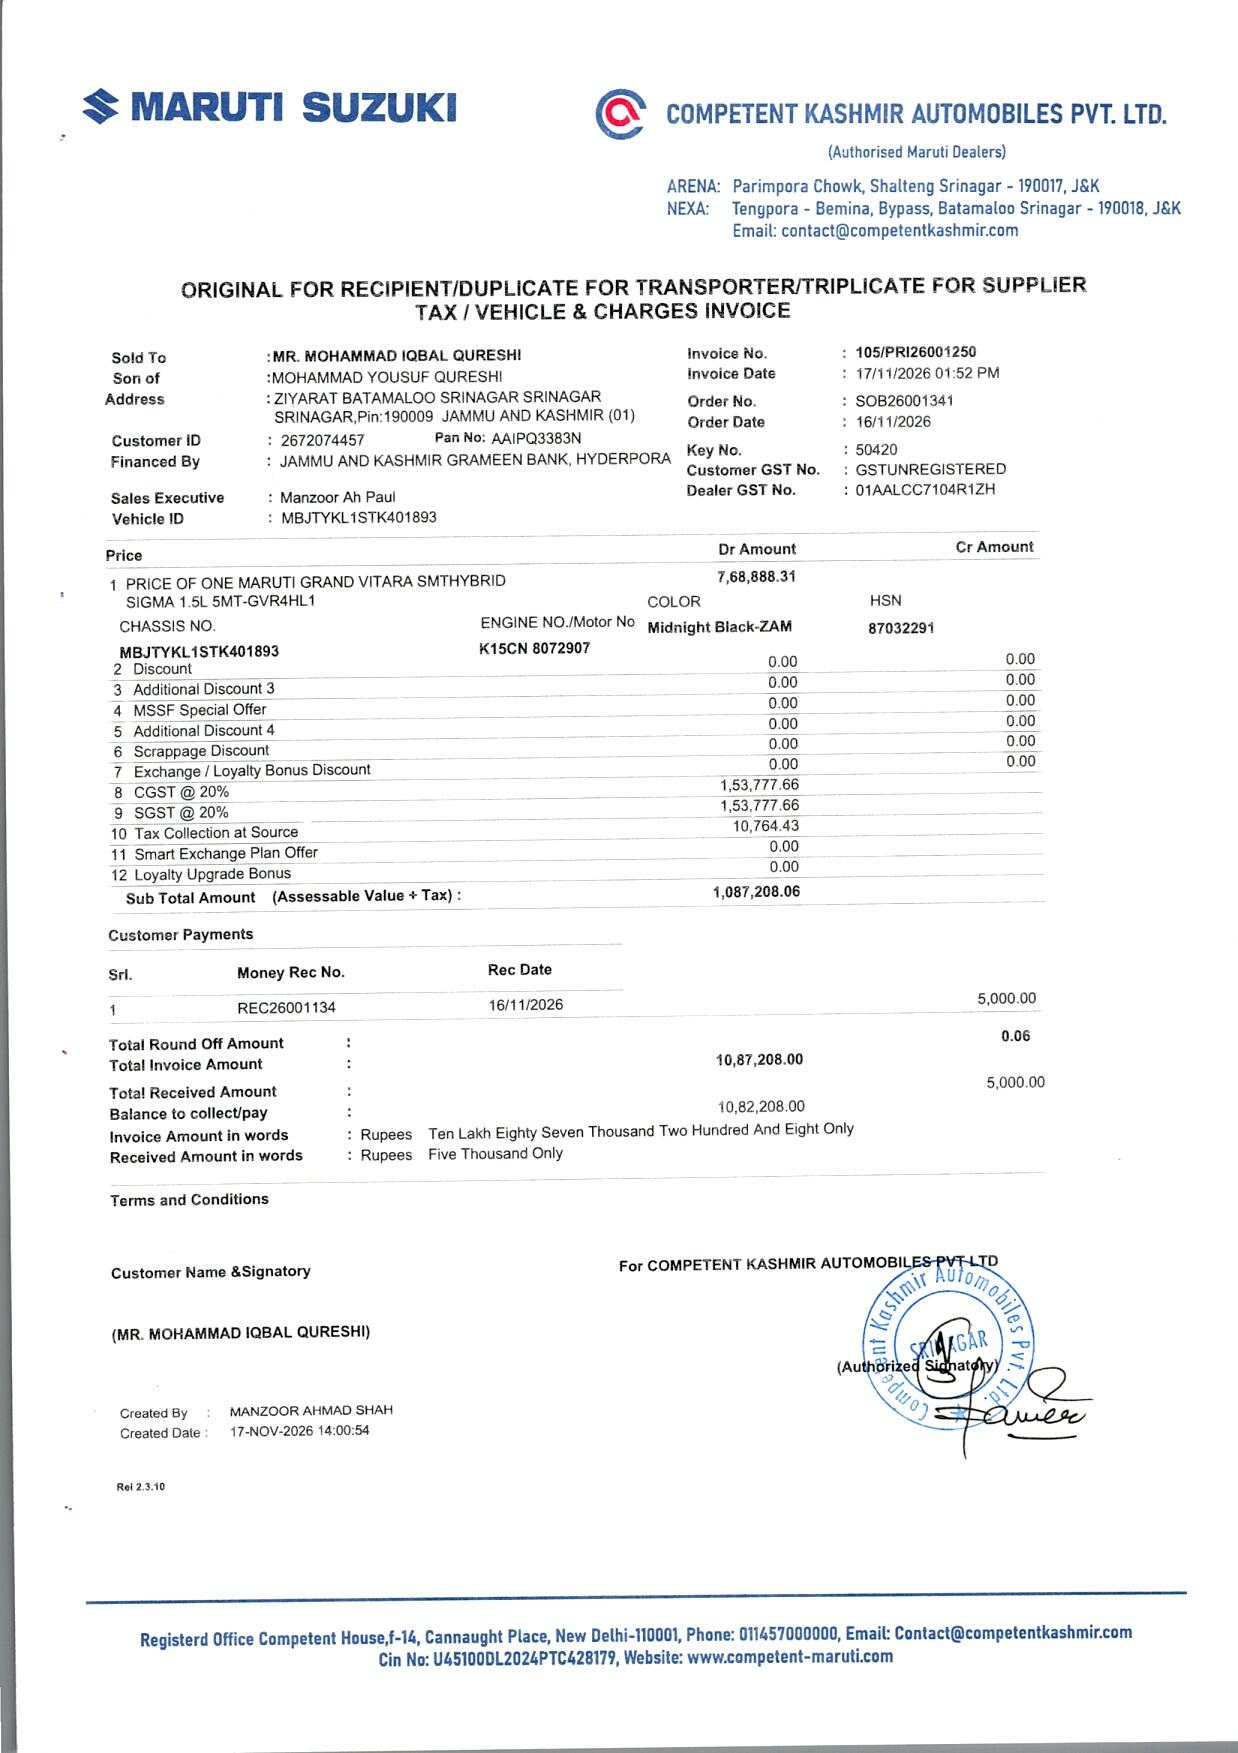 MARUTI SUZUKI
COMPETENT KASHMIR AUTOMOBILES PVT. LTD.
(Authorised Maruti Dealers)
ARENA: Parimpora Chowk, Shalteng Srinagar - 190017, J&K
NEXA: Tengpora - Bemina, Bypass, Batamaloo Srinagar - 190018, J&K
Email: contact@competentkashmir.com
ORIGINAL FOR RECIPIENT/DUPLICATE FOR TRANSPORTER/TRIPLICATE FOR SUPPLIER
TAX / VEHICLE & CHARGES INVOICE
Sold To : MR. MOHAMMAD IQBAL QURESHI
Son of : MOHAMMAD YOUSUF QURESHI
Address : ZIYARAT BATAMALOO SRINAGAR SRINAGAR
SRINAGAR,Pin:190009 JAMMU AND KASHMIR (01)
Customer ID : 2672074457 Pan No: AAIPQ3383N
Financed By : JAMMU AND KASHMIR GRAMEEN BANK, HYDERPORA
Sales Executive : Manzoor Ah Paul
Vehicle ID : MBJTYKL1STK401893
Invoice No. : 105/PRI26001250
Invoice Date : 17/11/2026 01:52 PM
Order No. : SOB26001341
Order Date : 16/11/2026
Key No. : 50420
Customer GST No. : GSTUNREGISTERED
Dealer GST No. : 01AALCC7104R1ZH
Price Dr Amount Cr Amount
1 PRICE OF ONE MARUTI GRAND VITARA SMTHYBRID 7,68,888.31
SIGMA 1.5L 5MT-GVR4HL1 COLOR HSN
CHASSIS NO. ENGINE NO./Motor No Midnight Black-ZAM 87032291
MBJTYKL1STK401893 K15CN 8072907
2 Discount 0.00 0.00
3 Additional Discount 3 0.00 0.00
4 MSSF Special Offer 0.00 0.00
5 Additional Discount 4 0.00 0.00
6 Scrappage Discount 0.00 0.00
7 Exchange / Loyalty Bonus Discount 0.00 0.00
8 CGST @ 20% 1,53,777.66
9 SGST @ 20% 1,53,777.66
10 Tax Collection at Source 10,764.43
11 Smart Exchange Plan Offer 0.00
12 Loyalty Upgrade Bonus 0.00
Sub Total Amount (Assessable Value + Tax) : 1,087,208.06
Customer Payments
Srl. Money Rec No. Rec Date
1 REC26001134 16/11/2026 5,000.00
Total Round Off Amount : 0.06
Total Invoice Amount : 10,87,208.00
Total Received Amount : 5,000.00
Balance to collect/pay : 10,82,208.00
Invoice Amount in words : Rupees Ten Lakh Eighty Seven Thousand Two Hundred And Eight Only
Received Amount in words : Rupees Five Thousand Only
Terms and Conditions
Customer Name &Signatory
For COMPETENT KASHMIR AUTOMOBILES PVT LTD
(MR. MOHAMMAD IQBAL QURESHI)
Competent Kashmir Automobiles Pvt. Ltd.
SRINAGAR
(Authorized Signatory)
Created By : MANZOOR AHMAD SHAH
Created Date : 17-NOV-2026 14:00:54
Rel 2.3.10
Registerd Office Competent House,f-14, Cannaught Place, New Delhi-110001, Phone: 011457000000, Email: Contact@competentkashmir.com
Cin No: U45100DL2024PTC428179, Website: www.competent-maruti.com